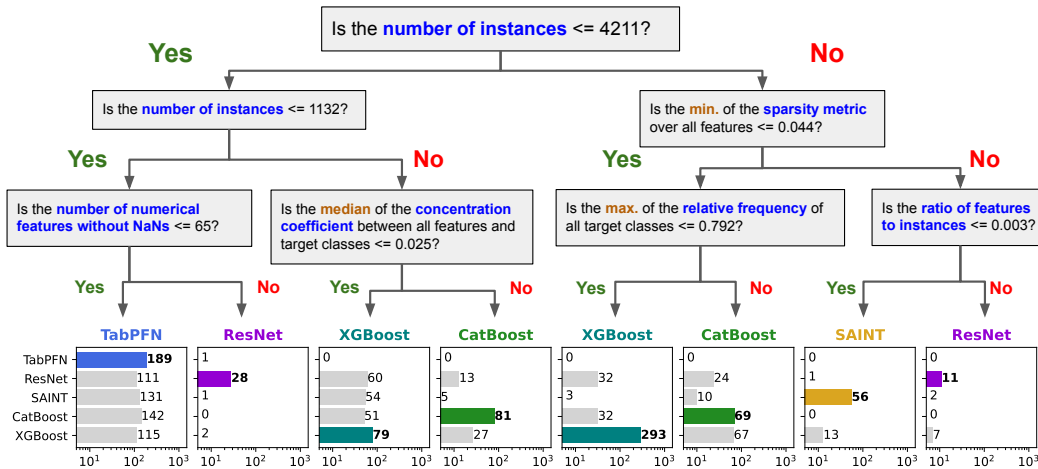 Is the number of instances <= 4211?
Yes
No
Is the number of instances <= 1132?
Is the min. of the sparsity metric
over all features <= 0.044?
Yes
No
Yes
No
Is the number of numerical
features without NaNs <= 65?
Is the median of the concentration
coefficient between all features and
target classes <= 0.025?
Is the max. of the relative frequency of
all target classes <= 0.792?
Is the ratio of features
to instances <= 0.003?
Yes No Yes No Yes No Yes No
TabPFN ResNet XGBoost CatBoost XGBoost CatBoost SAINT ResNet
TabPFN 189 1 0 0 0 0 0 0
ResNet 111 28 60 13 32 24 1 11
SAINT 131 1 54 5 3 10 56 2
CatBoost 142 0 51 81 32 69 0 0
XGBoost 115 2 79 27 293 67 13 7
10¹ 10² 10³ 10¹ 10² 10³ 10¹ 10² 10³ 10¹ 10² 10³ 10¹ 10² 10³ 10¹ 10² 10³ 10¹ 10² 10³ 10¹ 10² 10³